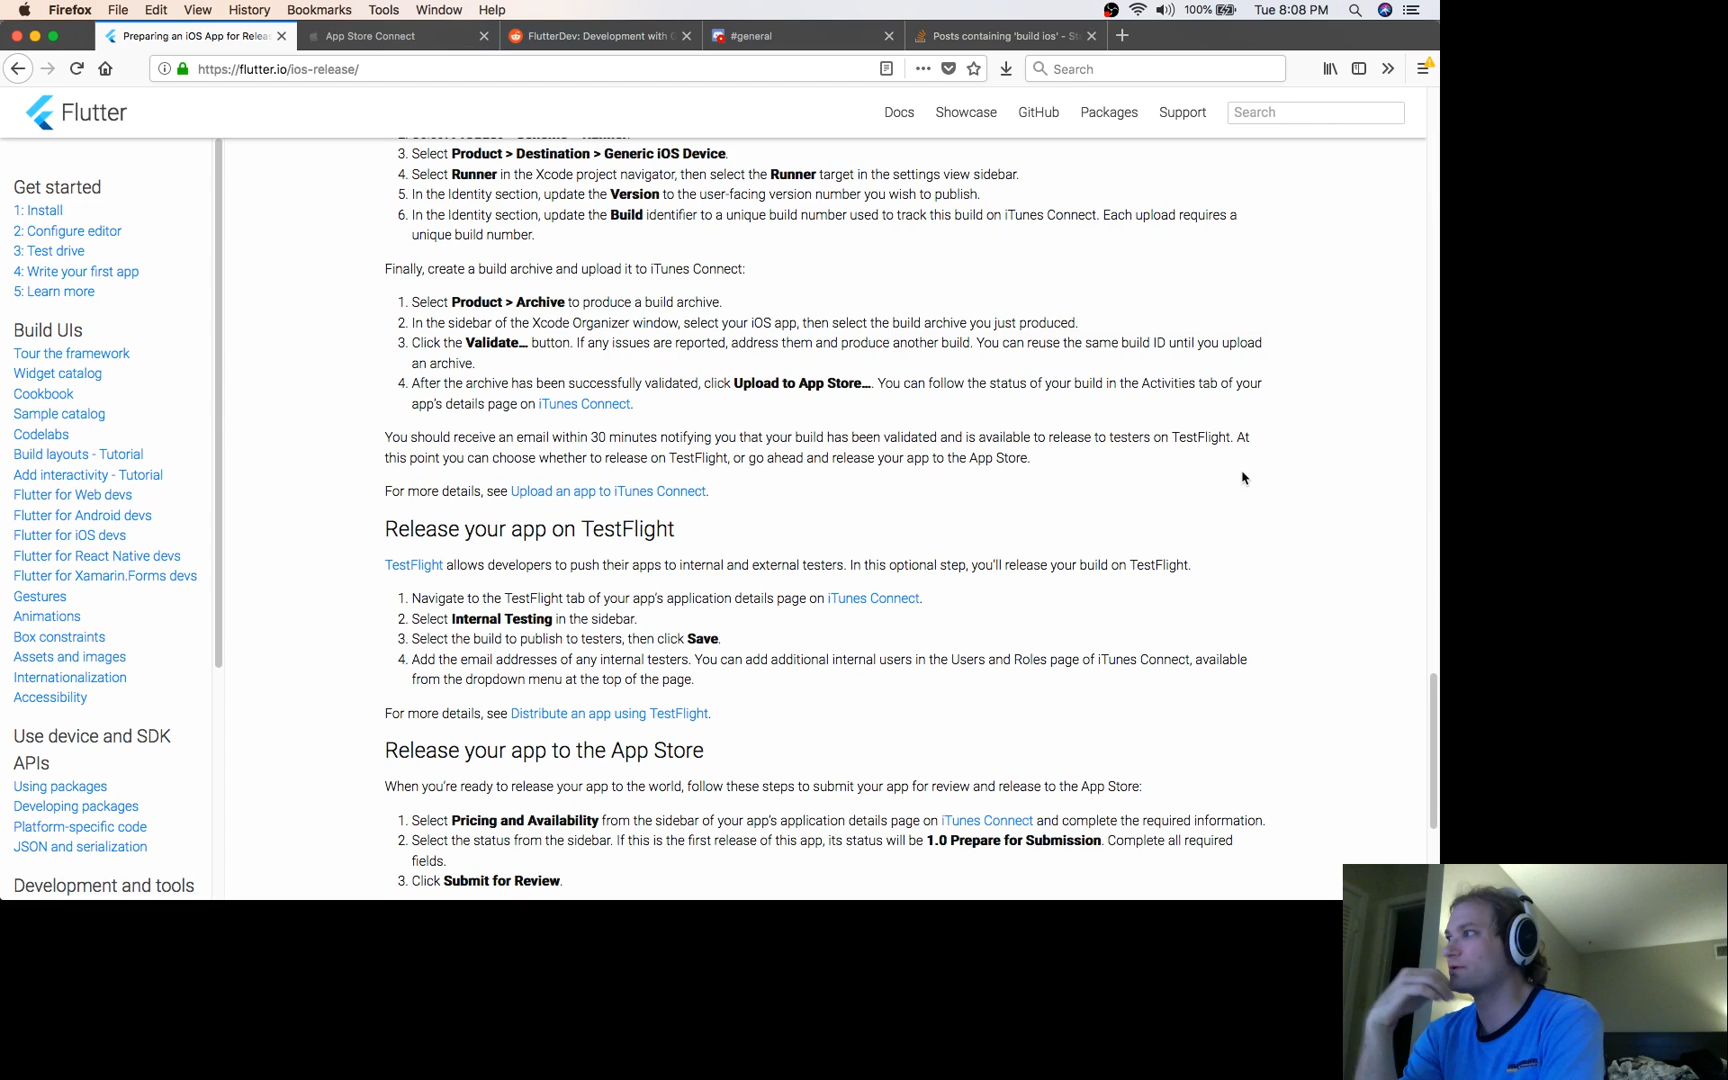 Firefox File Edit View History Bookmarks Tools Window Help 100% Tue 8:08 PM
Preparing an iOS App for Relea App Store Connect FlutterDev: Development with #general Posts containing 'build ios' - St
https://flutter.io/ios-release/ Search
Flutter Docs Showcase GitHub Packages Support Search
3. Select Product > Destination > Generic iOS Device.
4. Select Runner in the Xcode project navigator, then select the Runner target in the settings view sidebar.
5. In the Identity section, update the Version to the user-facing version number you wish to publish.
6. In the Identity section, update the Build identifier to a unique build number used to track this build on iTunes Connect. Each upload requires a
unique build number.
Finally, create a build archive and upload it to iTunes Connect:
1. Select Product > Archive to produce a build archive.
2. In the sidebar of the Xcode Organizer window, select your iOS app, then select the build archive you just produced.
3. Click the Validate... button. If any issues are reported, address them and produce another build. You can reuse the same build ID until you upload
an archive.
4. After the archive has been successfully validated, click Upload to App Store.... You can follow the status of your build in the Activities tab of your
app's details page on iTunes Connect.
You should receive an email within 30 minutes notifying you that your build has been validated and is available to release to testers on TestFlight. At
this point you can choose whether to release on TestFlight, or go ahead and release your app to the App Store.
For more details, see Upload an app to iTunes Connect.
Release your app on TestFlight
TestFlight allows developers to push their apps to internal and external testers. In this optional step, you'll release your build on TestFlight.
1. Navigate to the TestFlight tab of your app's application details page on iTunes Connect.
2. Select Internal Testing in the sidebar.
3. Select the build to publish to testers, then click Save.
4. Add the email addresses of any internal testers. You can add additional internal users in the Users and Roles page of iTunes Connect, available
from the dropdown menu at the top of the page.
For more details, see Distribute an app using TestFlight.
Release your app to the App Store
When you're ready to release your app to the world, follow these steps to submit your app for review and release to the App Store:
1. Select Pricing and Availability from the sidebar of your app's application details page on iTunes Connect and complete the required information.
2. Select the status from the sidebar. If this is the first release of this app, its status will be 1.0 Prepare for Submission. Complete all required
fields.
3. Click Submit for Review.
Get started
1: Install
2: Configure editor
3: Test drive
4: Write your first app
5: Learn more
Build UIs
Tour the framework
Widget catalog
Cookbook
Sample catalog
Codelabs
Build layouts - Tutorial
Add interactivity - Tutorial
Flutter for Web devs
Flutter for Android devs
Flutter for iOS devs
Flutter for React Native devs
Flutter for Xamarin.Forms devs
Gestures
Animations
Box constraints
Assets and images
Internationalization
Accessibility
Use device and SDK
APIs
Using packages
Developing packages
Platform-specific code
JSON and serialization
Development and tools